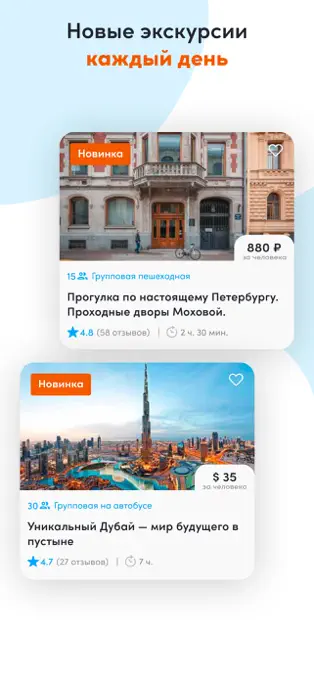 Новые экскурсии
каждый день
Новинка
880 ₽
за человека
15 Групповая пешеходная
Прогулка по настоящему Петербургу.
Проходные дворы Моховой.
4.8 (58 отзывов) | 2 ч. 30 мин.
Новинка
$ 35
за человека
30 Групповая на автобусе
Уникальный Дубай — мир будущего в
пустыне
4.7 (27 отзывов) | 7 ч.